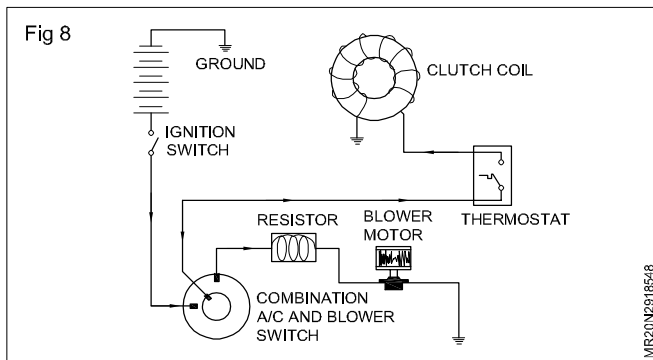 Fig 8
GROUND
CLUTCH COIL
IGNITION
SWITCH
RESISTOR
BLOWER
MOTOR
THERMOSTAT
COMBINATION
A/C AND BLOWER
SWITCH
MR20N2918548